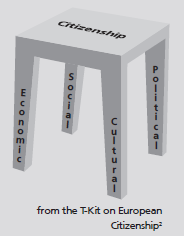 Citizenship
Economic
Social
Cultural
Political
from the T-Kit on European
Citizenship²